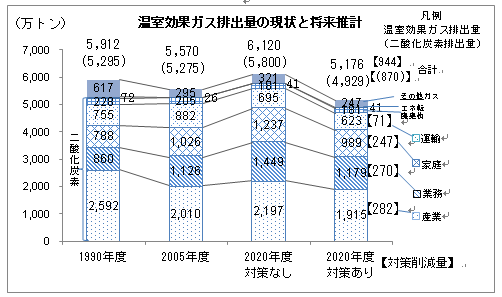 (万トン)
温室効果ガス排出量の現状と将来推計
凡例
温室効果ガス排出量
(二酸化炭素排出量)
7,000
6,000
5,000
4,000
3,000
2,000
1,000
0
5,912
(5,295)
5,570
(5,275)
6,120
(5,800)
5,176
(4,929)
【944】
【(870)】
合計
617
228
72
755
788
860
2,592
295
206
26
882
1,026
1,126
2,010
321
181
41
695
1,237
1,449
2,197
247
181
41
623
989
1,179
1,915
その他ガス
エネ転
廃棄物
【71】
運輸
【247】
家庭
【270】
業務
【282】
産業
二酸化炭素
1990年度
2005年度
2020年度
対策なし
2020年度
対策あり
【対策削減量】